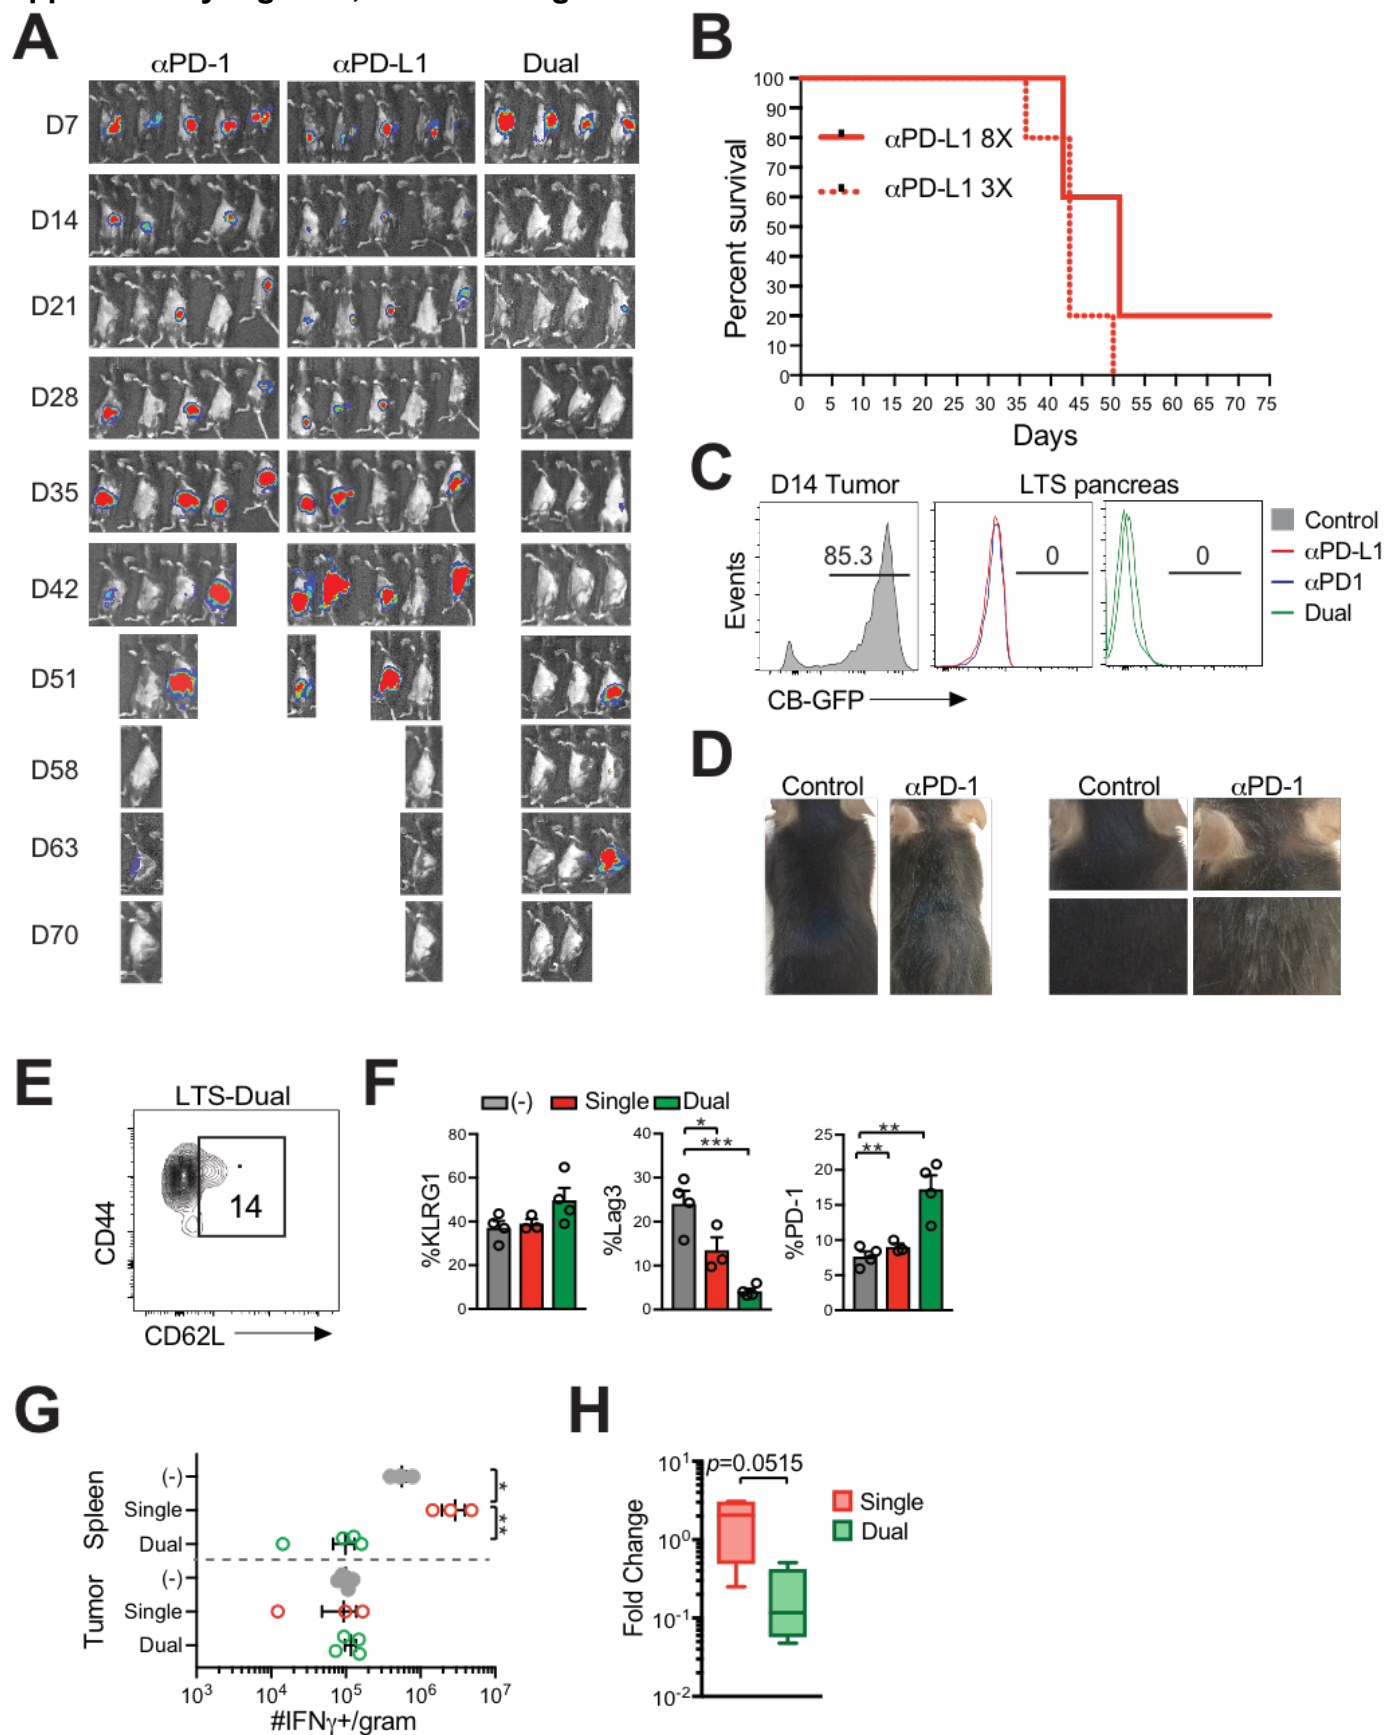 A
αPD-1 αPD-L1 Dual
D7
D14
D21
D28
D35
D42
D51
D58
D63
D70
B
Percent survival
100
90
80
70
60
50
40
30
20
10
0
αPD-L1 8X
αPD-L1 3X
0 5 10 15 20 25 30 35 40 45 50 55 60 65 70 75
Days
C
D14 Tumor LTS pancreas
Events
85.3 0 0
CB-GFP
Control
αPD-L1
αPD1
Dual
D
Control αPD-1 Control αPD-1
E
LTS-Dual
CD44
14
CD62L
F
(-) Single Dual
%KLRG1
80
60
40
20
0
%Lag3
40
30
20
10
0
* 
***
%PD-1
25
20
15
10
5
0
**
**
G
Spleen
(-)
Single
Dual
*
**
Tumor
(-)
Single
Dual
10³ 10⁴ 10⁵ 10⁶ 10⁷
#IFNγ+/gram
H
Fold Change
10¹
10⁰
10⁻¹
10⁻²
p=0.0515
Single
Dual